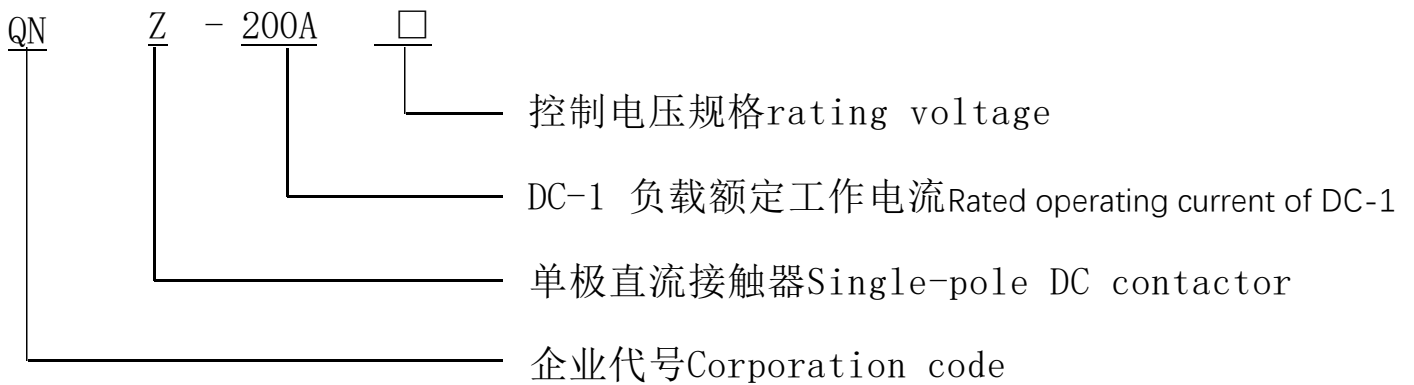 QN Z - 200A □
控制电压规格rating voltage
DC-1 负载额定工作电流Rated operating current of DC-1
单极直流接触器Single-pole DC contactor
企业代号Corporation code